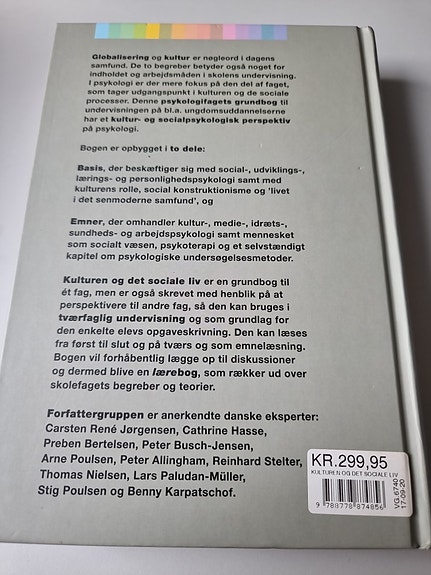 Globalisering og kultur er nøgleord i dagens
samfund. De to begreber betyder også noget for
indholdet og arbejdsmåden i skolens undervisning.
I psykologi er der mere fokus på den del af faget,
som tager udgangspunkt i kulturen og de sociale
processer. Denne psykologifagets grundbog til
undervisningen på bl.a. ungdomsuddannelserne
har et kultur- og socialpsykologisk perspektiv
på psykologi.
Bogen er opbygget i to dele:
Basis, der beskæftiger sig med social-, udviklings-,
lærings- og personlighedspsykologi samt med
kulturens rolle, social konstruktionisme og 'livet
i det senmoderne samfund', og
Emner, der omhandler kultur-, medie-, idræts-,
sundheds- og arbejdspsykologi samt mennesket
som socialt væsen, psykoterapi og et selvstændigt
kapitel om psykologiske undersøgelsesmetoder.
Kulturen og det sociale liv er en grundbog til
ét fag, men er også skrevet med henblik på at
perspektivere til andre fag, så den kan bruges i
tværfaglig undervisning og som grundlag for
den enkelte elevs opgaveskrivning. Den kan læses
fra først til slut og på tværs og som emnelæsning.
Bogen vil forhåbentlig lægge op til diskussioner
og dermed blive en lærebog, som rækker ud over
skolefagets begreber og teorier.
Forfattergruppen er anerkendte danske eksperter:
Carsten René Jørgensen, Cathrine Hasse,
Preben Bertelsen, Peter Busch-Jensen,
Arne Poulsen, Peter Allingham, Reinhard Stelter,
Thomas Nielsen, Lars Paludan-Müller,
Stig Poulsen og Benny Karpatschof.
KR.299,95
KULTUREN OG DET SOCIALE LIV
9 788778 874856
VG.6740
17-09-20